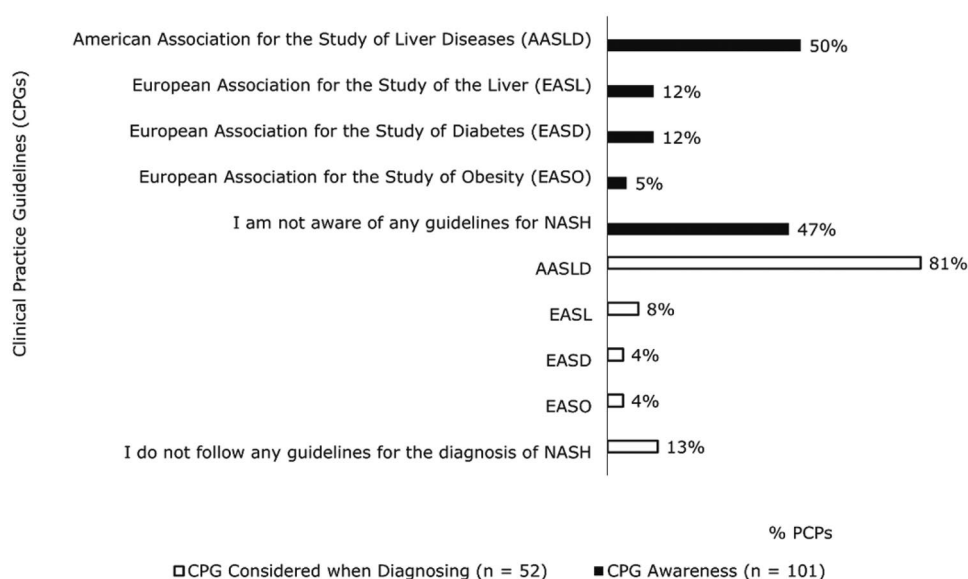 Clinical Practice Guidelines (CPGs)
American Association for the Study of Liver Diseases (AASLD) 50%
European Association for the Study of the Liver (EASL) 12%
European Association for the Study of Diabetes (EASD) 12%
European Association for the Study of Obesity (EASO) 5%
I am not aware of any guidelines for NASH 47%
AASLD 81%
EASL 8%
EASD 4%
EASO 4%
I do not follow any guidelines for the diagnosis of NASH 13%
% PCPs
CPG Considered when Diagnosing (n = 52) CPG Awareness (n = 101)